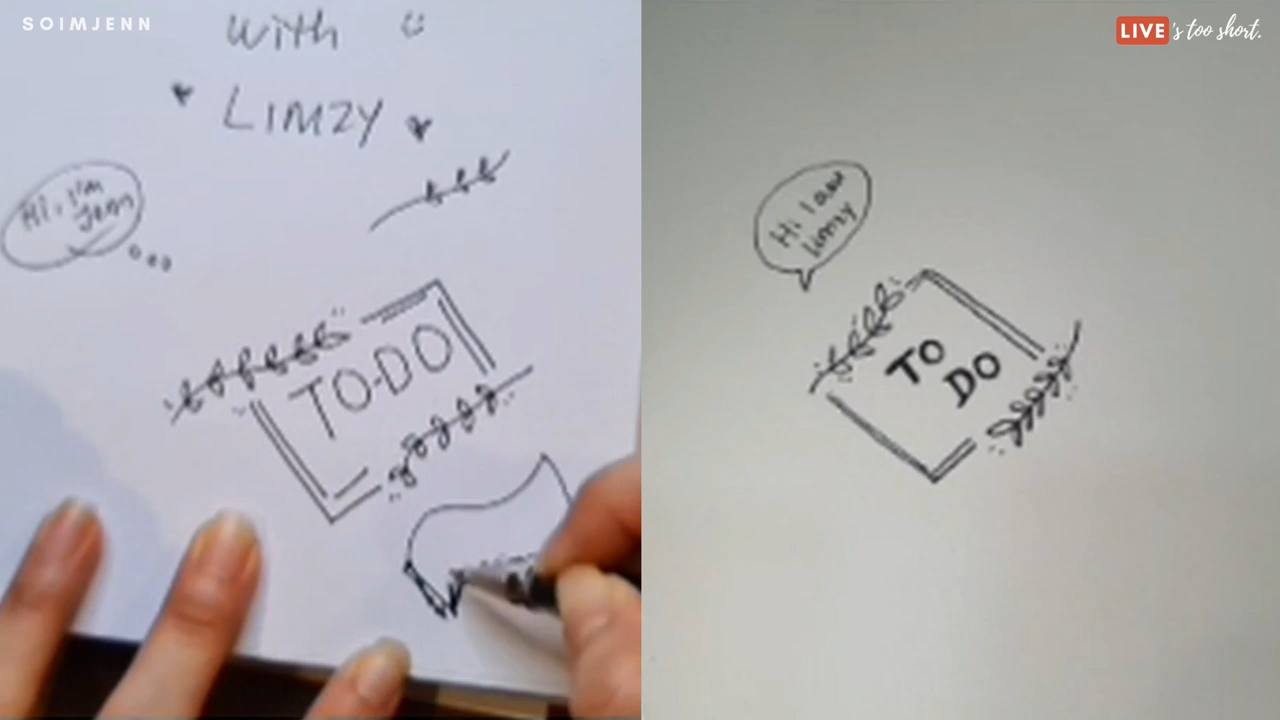 SOIMJENN
LIVE's too short.
with
LIMZY
Hi, I'm
Jenn
TO-DO
Hi I am
Limzy
TO
DO